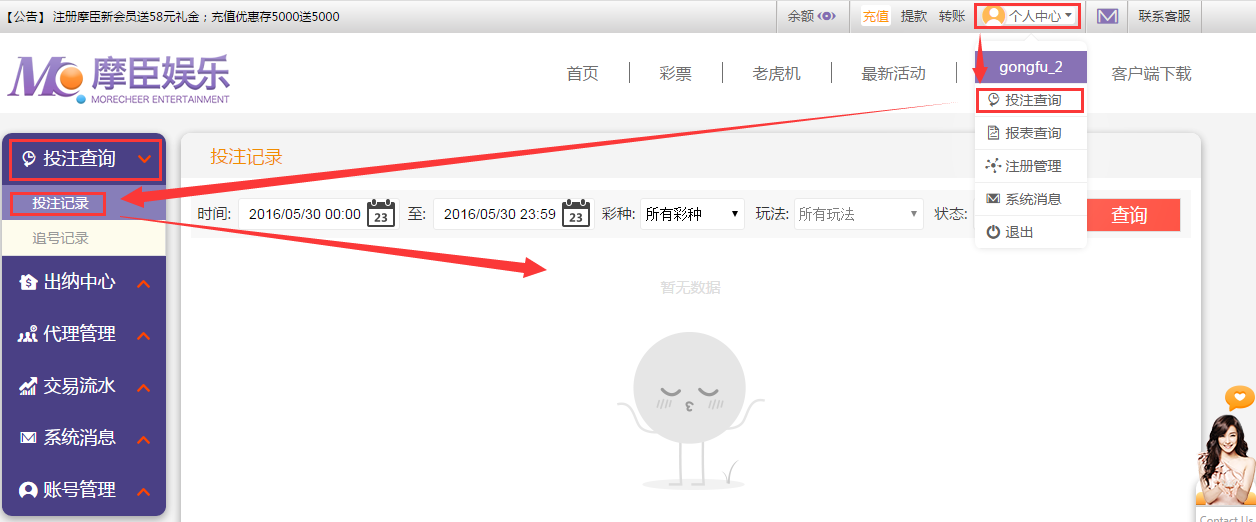 【公告】 注册摩臣新会员送58元礼金；充值优惠存5000送5000
余额
充值 提款 转账
个人中心
联系客服
摩臣娱乐
MORECHEER ENTERTAINMENT
首页 彩票 老虎机 最新活动 客户端下载
gongfu_2
投注查询
报表查询
注册管理
系统消息
退出
投注查询
投注记录
追号记录
出纳中心
代理管理
交易流水
系统消息
账号管理
投注记录
时间: 2016/05/30 00:00 23 至: 2016/05/30 23:59 23 彩种: 所有彩种 玩法: 所有玩法 状态: 查询
暂无数据
Contact Us